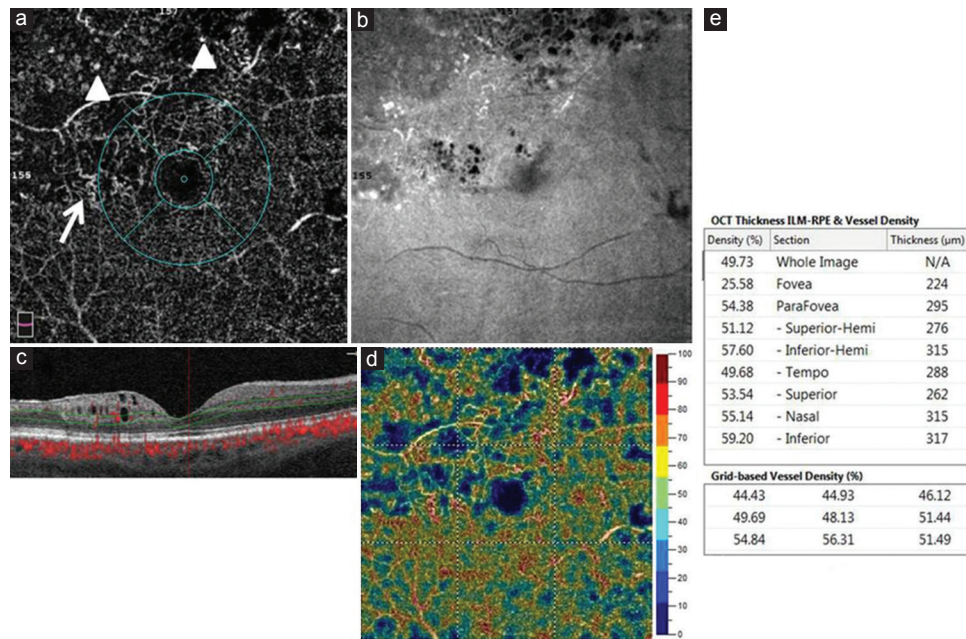 a
155
b
155
c
d
100
90
80
70
60
50
40
30
20
10
0
e
OCT Thickness ILM-RPE & Vessel Density
Density (%) Section Thickness (µm)
49.73 Whole Image N/A
25.58 Fovea 224
54.38 ParaFovea 295
51.12 - Superior-Hemi 276
57.60 - Inferior-Hemi 315
49.68 - Tempo 288
53.54 - Superior 262
55.14 - Nasal 315
59.20 - Inferior 317
Grid-based Vessel Density (%)
44.43 44.93 46.12
49.69 48.13 51.44
54.84 56.31 51.49